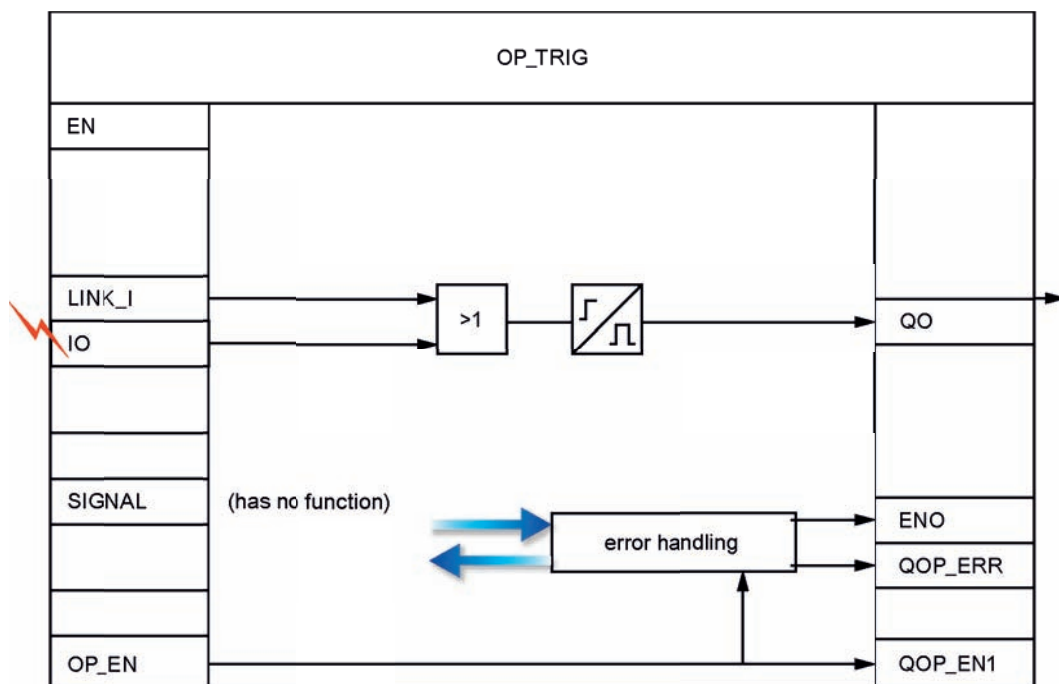 OP_TRIG
EN
LINK_I
>1
QO
IO
SIGNAL
(has no function)
ENO
error handling
QOP_ERR
OP_EN
QOP_EN1